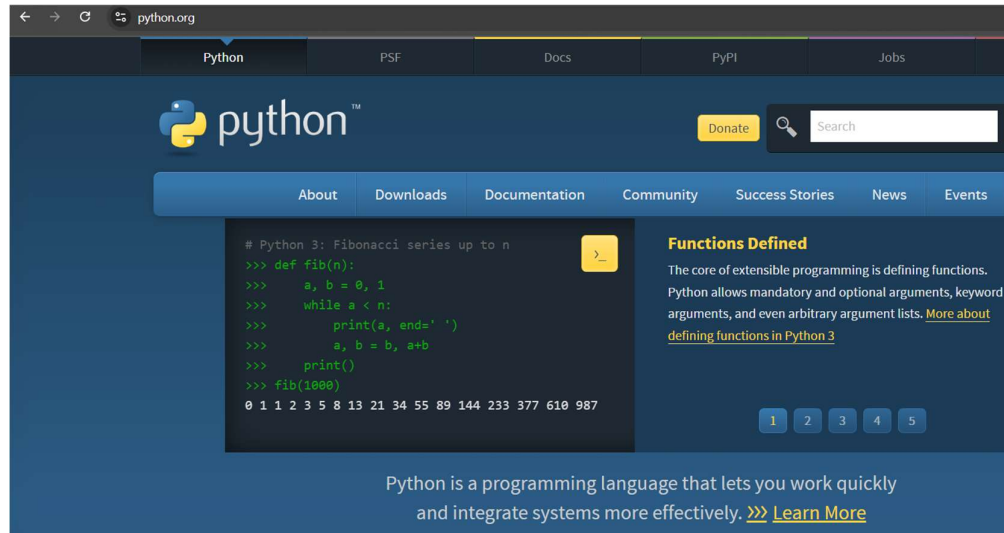 python.org
Python PSF Docs PyPI Jobs
python™
Donate Search
About Downloads Documentation Community Success Stories News Events
# Python 3: Fibonacci series up to n
>>> def fib(n):
>>>     a, b = 0, 1
>>>     while a < n:
>>>         print(a, end=' ')
>>>         a, b = b, a+b
>>>     print()
>>> fib(1000)
0 1 1 2 3 5 8 13 21 34 55 89 144 233 377 610 987
>_
Functions Defined
The core of extensible programming is defining functions.
Python allows mandatory and optional arguments, keyword
arguments, and even arbitrary argument lists. More about
defining functions in Python 3
1 2 3 4 5
Python is a programming language that lets you work quickly
and integrate systems more effectively. >>> Learn More